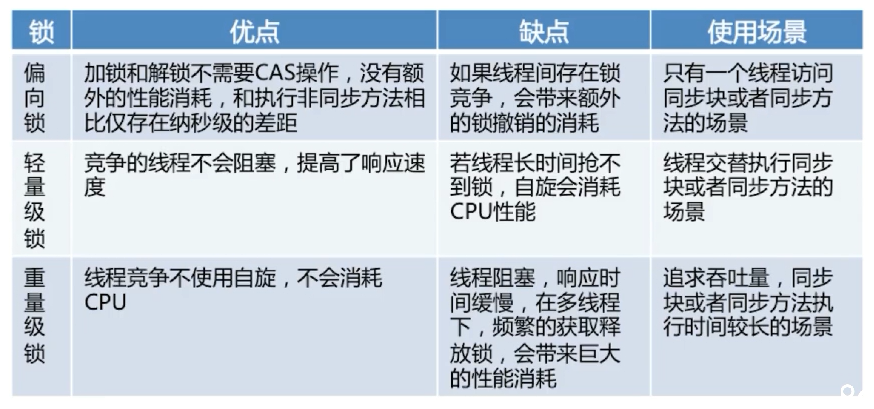 锁 优点 缺点 使用场景
偏向锁 加锁和解锁不需要CAS操作，没有额 如果线程间存在锁 只有一个线程访问
外的性能消耗，和执行非同步方法相 竞争，会带来额外 同步块或者同步方
比仅存在纳秒级的差距 的锁撤销的消耗 法的场景
轻量级锁 竞争的线程不会阻塞，提高了响应速 若线程长时间抢不 线程交替执行同步
度 到锁，自旋会消耗 块或者同步方法的
CPU性能 场景
重量级锁 线程竞争不使用自旋，不会消耗 线程阻塞，响应时 追求吞吐量，同步
CPU 间缓慢，在多线程 块或者同步方法执
下，频繁的获取释 行时间较长的场景
放锁，会带来巨大
的性能消耗